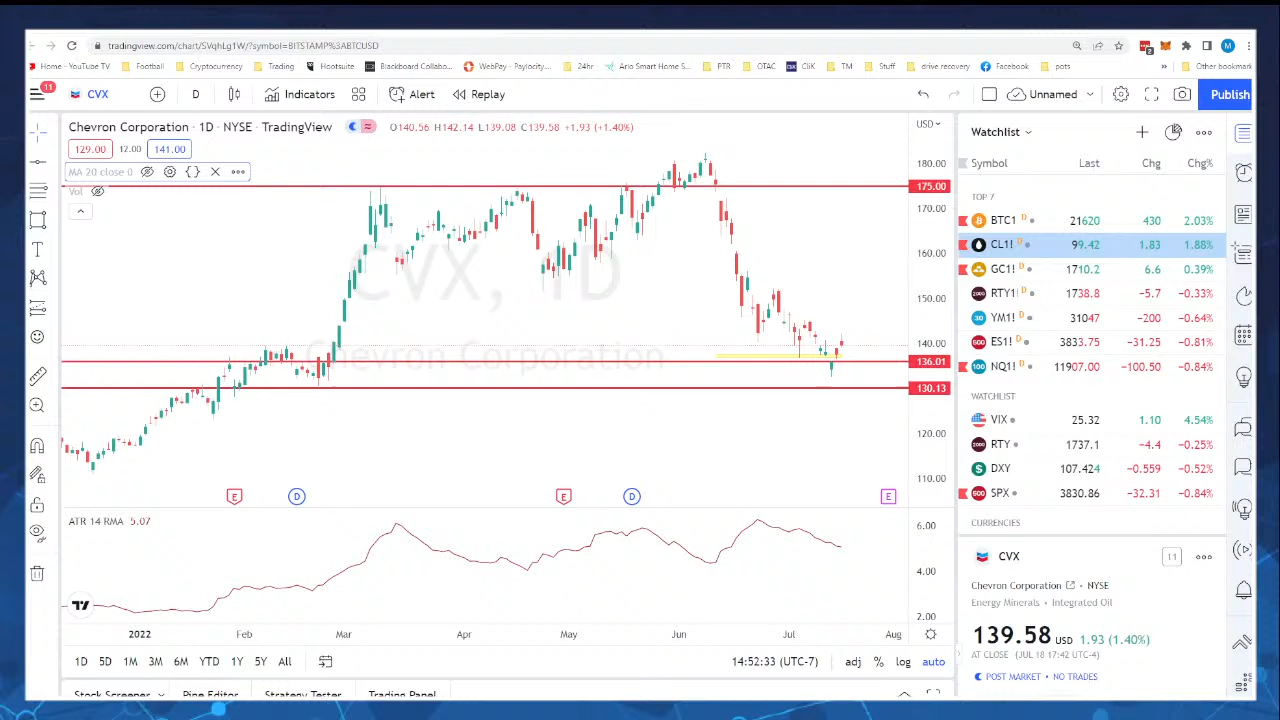 tradingview.com/chart/SVqhLg1W/?symbol=BITSTAMP%3ABTCUSD
Home - YouTube TV Football Cryptocurrency Trading Hootsuite Blackboard Collabo... WebPay - Paylocity... 24hr Ario Smart Home S... PTR OTAC CliK TM Stuff drive recovery Facebook pots » Other bookmark
11 CVX D Indicators Alert Replay Unnamed Publish
Chevron Corporation · 1D · NYSE · TradingView O140.56 H142.14 L139.08 C139.58 +1.93 (+1.40%)
129.00 12.00 141.00
MA 20 close 0
Vol
USD
180.00
175.00
170.00
160.00
150.00
140.00
136.01
130.13
120.00
110.00
CVX, 1D
Chevron Corporation
E D E D E
ATR 14 RMA 5.07
6.00
4.00
2.00
2022 Feb Mar Apr May Jun Jul Aug
1D 5D 1M 3M 6M YTD 1Y 5Y All 14:52:33 (UTC-7) adj % log auto
Stock Screener Pine Editor Strategy Tester Trading Panel
Watchlist
Symbol Last Chg Chg%
TOP 7
BTC1 D 21620 430 2.03%
CL1! D 99.42 1.83 1.88%
GC1! D 1710.2 6.6 0.39%
RTY1! D 1738.8 −5.7 −0.33%
YM1! D 31047 −200 −0.64%
ES1! D 3833.75 −31.25 −0.81%
NQ1! D 11907.00 −100.50 −0.84%
WATCHLIST
VIX 25.32 1.10 4.54%
RTY 1737.1 −4.4 −0.25%
DXY 107.424 −0.559 −0.52%
SPX 3830.86 −32.31 −0.84%
CURRENCIES
CVX 11
Chevron Corporation • NYSE
Energy Minerals • Integrated Oil
139.58 USD 1.93 (1.40%)
AT CLOSE (JUL 18 17:42 UTC-4)
POST MARKET • NO TRADES